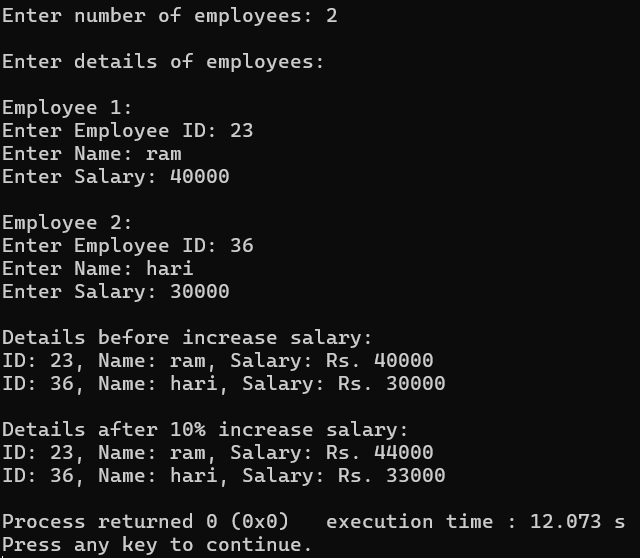 Enter number of employees: 2
Enter details of employees:
Employee 1:
Enter Employee ID: 23
Enter Name: ram
Enter Salary: 40000
Employee 2:
Enter Employee ID: 36
Enter Name: hari
Enter Salary: 30000
Details before increase salary:
ID: 23, Name: ram, Salary: Rs. 40000
ID: 36, Name: hari, Salary: Rs. 30000
Details after 10% increase salary:
ID: 23, Name: ram, Salary: Rs. 44000
ID: 36, Name: hari, Salary: Rs. 33000
Process returned 0 (0x0)   execution time : 12.073 s
Press any key to continue.